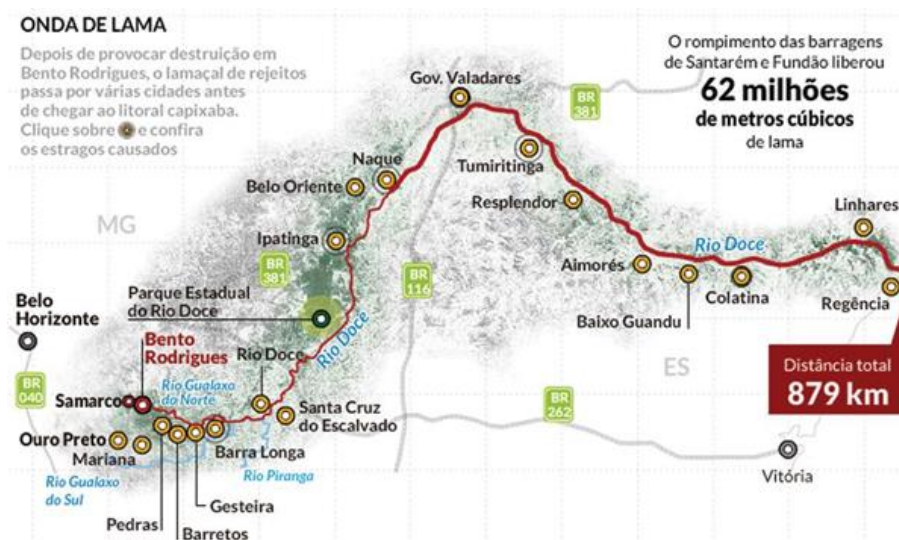 ONDA DE LAMA
Depois de provocar destruição em
Bento Rodrigues, o lamaçal de rejeitos
passa por várias cidades antes
de chegar ao litoral capixaba.
Clique sobre e confira
os estragos causados
O rompimento das barragens
de Santarém e Fundão liberou
62 milhões
de metros cúbicos
de lama
Gov. Valadares
BR
381
Naque
Tumiritinga
Belo Oriente
Resplendor
Linhares
MG
Ipatinga
Rio Doce
BR
381
Aimorés
BR
116
Colatina
Regência
Parque Estadual
do Rio Doce
Baixo Guandu
Belo
Horizonte
Rio Doce
Bento
Rodrigues
Rio Doce
ES
Distância total
879 km
BR
040
Rio Gualaxo
do Norte
Samarco
BR
262
Santa Cruz
do Escalvado
Ouro Preto
Mariana
Barra Longa
Rio Piranga
Vitória
Rio Gualaxo
do Sul
Gesteira
Pedras
Barretos